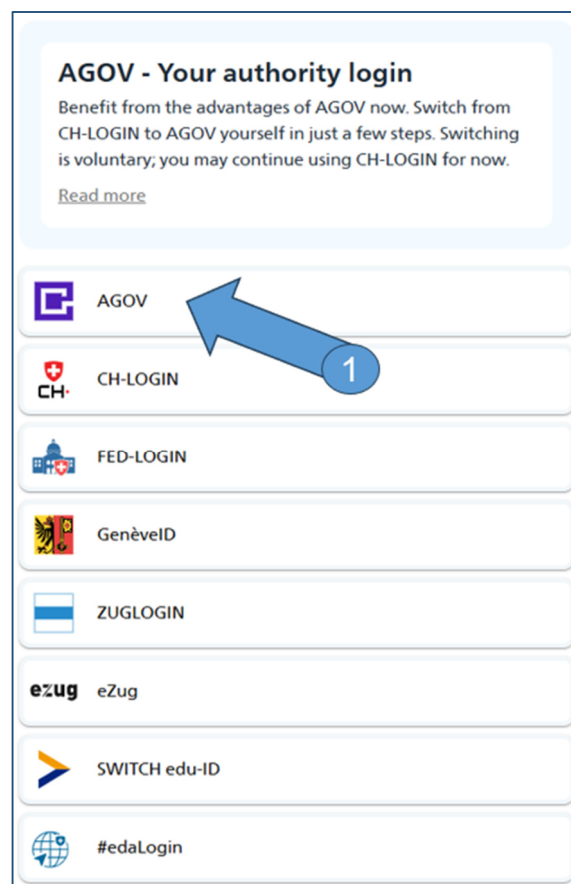 AGOV - Your authority login
Benefit from the advantages of AGOV now. Switch from
CH-LOGIN to AGOV yourself in just a few steps. Switching
is voluntary; you may continue using CH-LOGIN for now.
Read more
AGOV
1
CH·
CH-LOGIN
FED-LOGIN
GenèveID
ZUGLOGIN
ezug
eZug
SWITCH edu-ID
#edaLogin